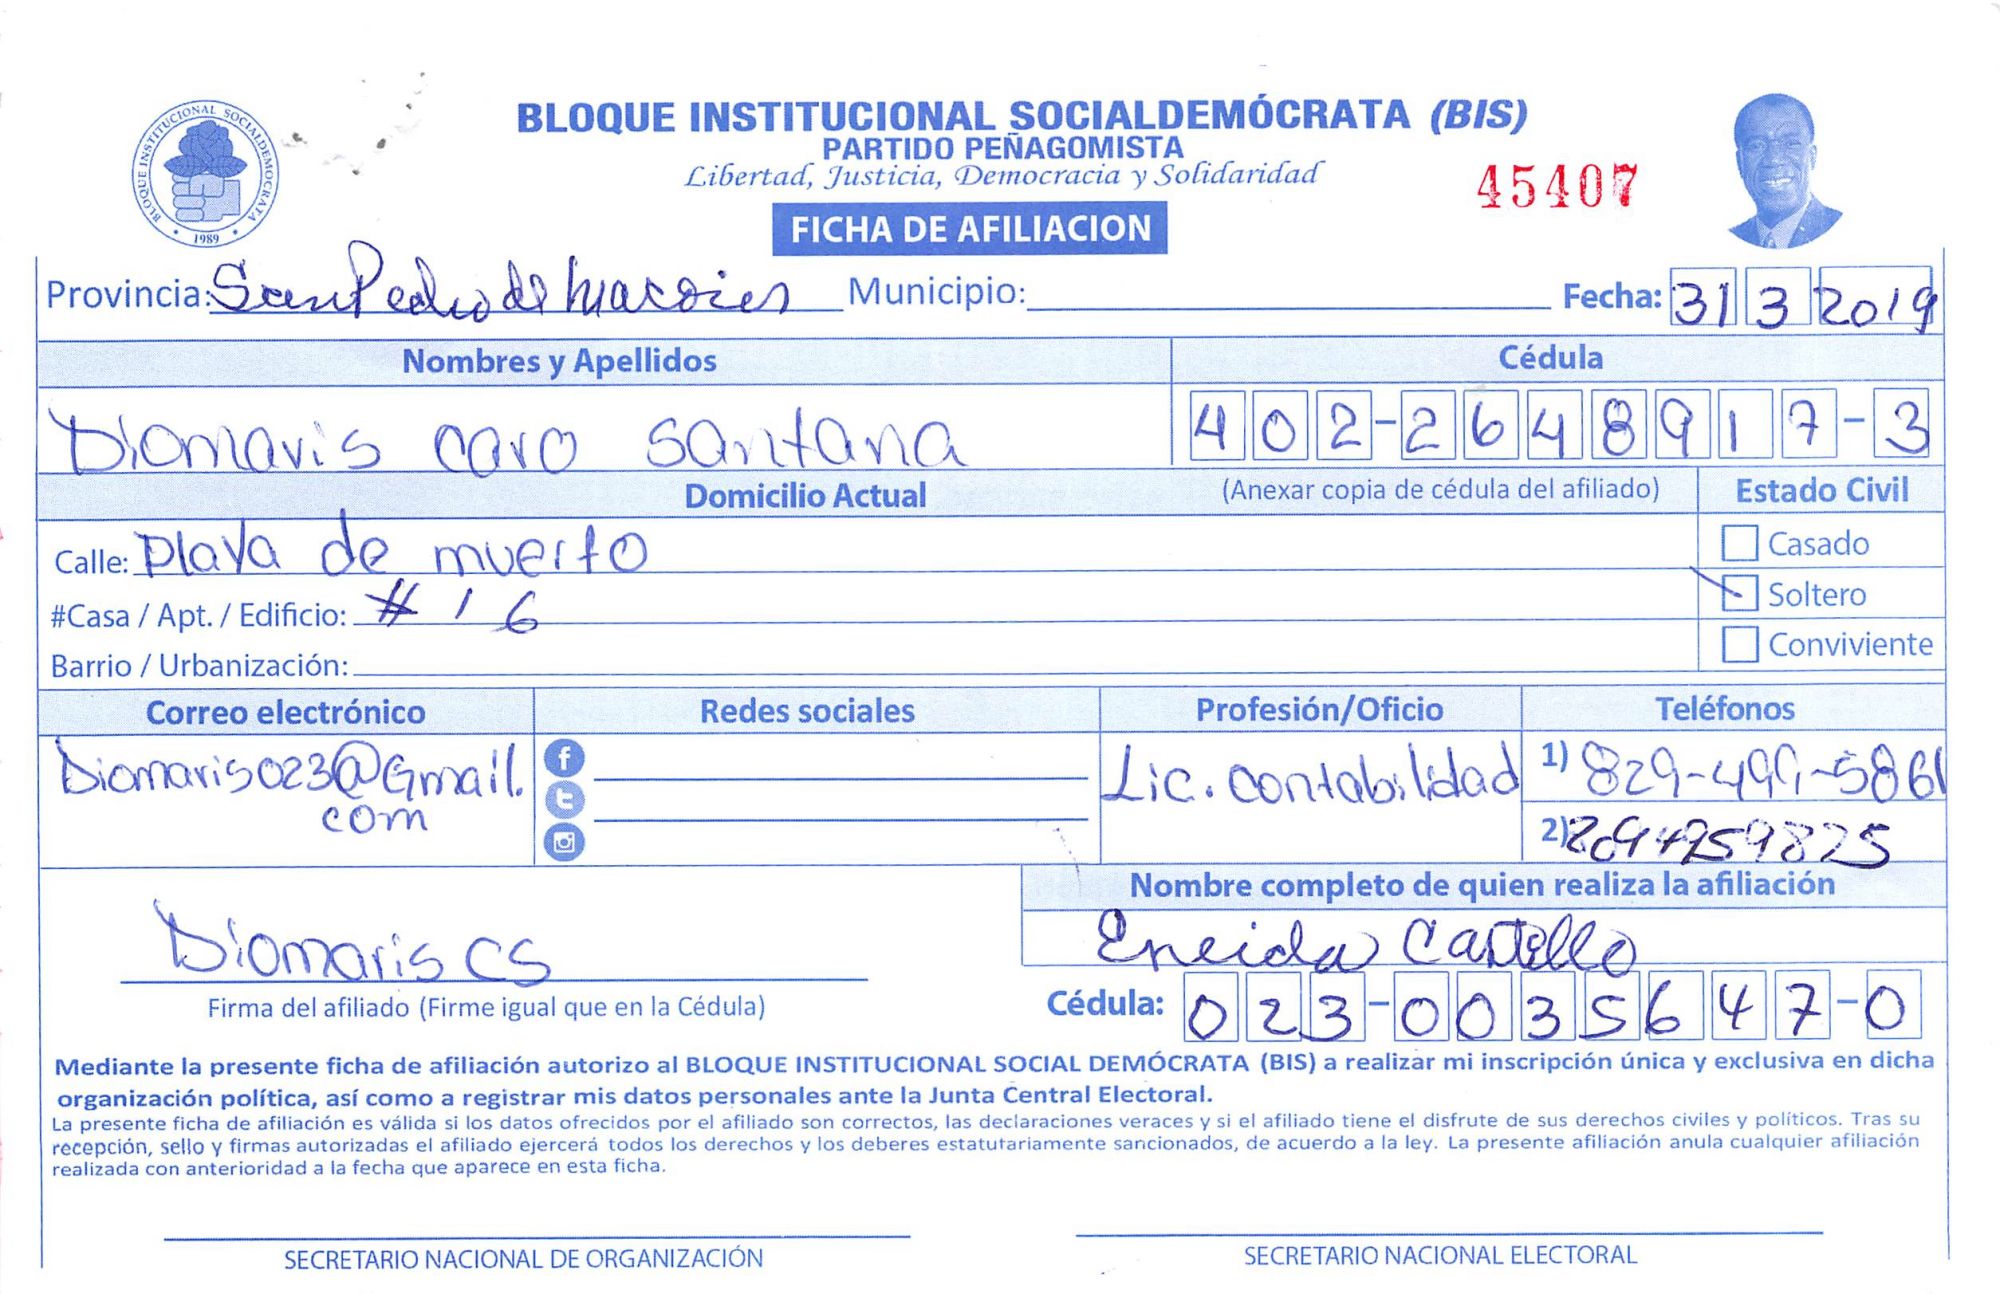 BLOQUE INSTITUCIONAL SOCIALDEMÓCRATA • 1989 •
BLOQUE INSTITUCIONAL SOCIALDEMÓCRATA (BIS)
PARTIDO PEÑAGOMISTA
Libertad, Justicia, Democracia y Solidaridad
45407
FICHA DE AFILIACION
Provincia: San Pedro de Macoris Municipio: Fecha: 31 3 2019
Nombres y Apellidos Cédula
Diomaris caro santana 402-2648917-3
Domicilio Actual (Anexar copia de cédula del afiliado) Estado Civil
Calle: Playa de muerto Casado
#Casa / Apt. / Edificio: # 16 Soltero
Barrio / Urbanización: Conviviente
Correo electrónico Redes sociales Profesión/Oficio Teléfonos
Diomaris023@Gmail. Lic. contabilidad 1) 829-499-5861
com 2)
Nombre completo de quien realiza la afiliación
Diomaris CS Eneida Castillo
Firma del afiliado (Firme igual que en la Cédula) Cédula: 023-0035647-0
Mediante la presente ficha de afiliación autorizo al BLOQUE INSTITUCIONAL SOCIAL DEMÓCRATA (BIS) a realizar mi inscripción única y exclusiva en dicha
organización política, así como a registrar mis datos personales ante la Junta Central Electoral.
La presente ficha de afiliación es válida si los datos ofrecidos por el afiliado son correctos, las declaraciones veraces y si el afiliado tiene el disfrute de sus derechos civiles y políticos. Tras su
recepción, sello y firmas autorizadas el afiliado ejercerá todos los derechos y los deberes estatutariamente sancionados, de acuerdo a la ley. La presente afiliación anula cualquier afiliación
realizada con anterioridad a la fecha que aparece en esta ficha.
SECRETARIO NACIONAL DE ORGANIZACIÓN SECRETARIO NACIONAL ELECTORAL